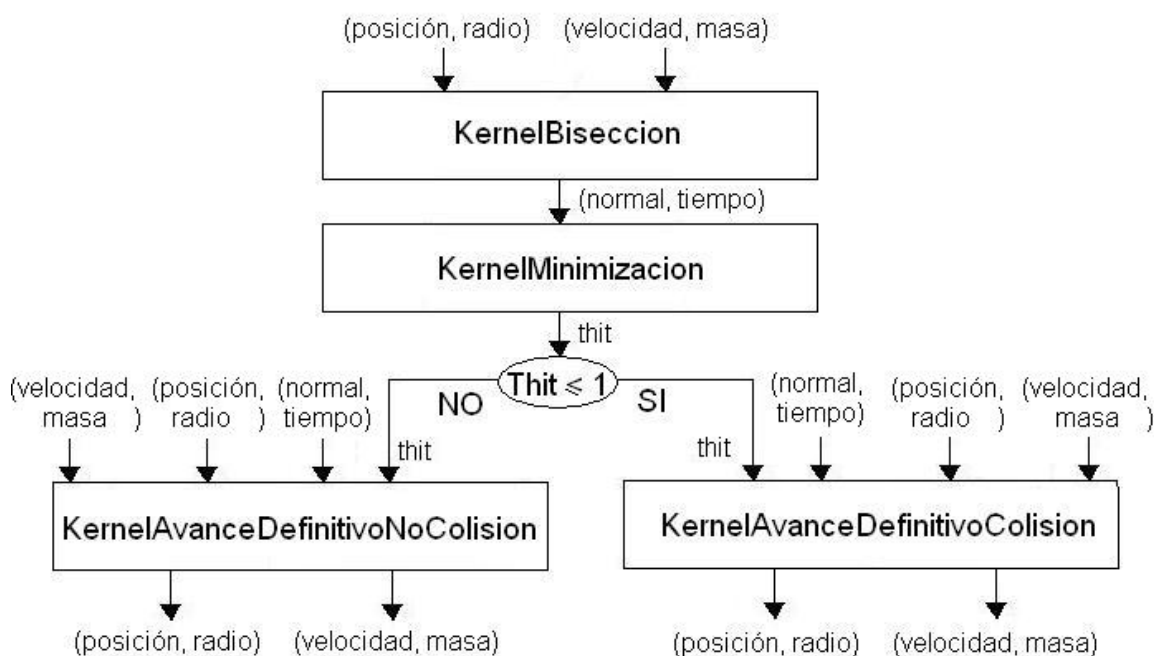 (posición, radio) (velocidad, masa)
KernelBiseccion
(normal, tiempo)
KernelMinimizacion
thit
Thit < 1
NO
SI
(velocidad, masa )
(posición, radio )
(normal, tiempo)
thit
thit
(normal, tiempo)
(posición, radio )
(velocidad, masa )
KernelAvanceDefinitivoNoColision
KernelAvanceDefinitivoColision
(posición, radio) (velocidad, masa)
(posición, radio) (velocidad, masa)